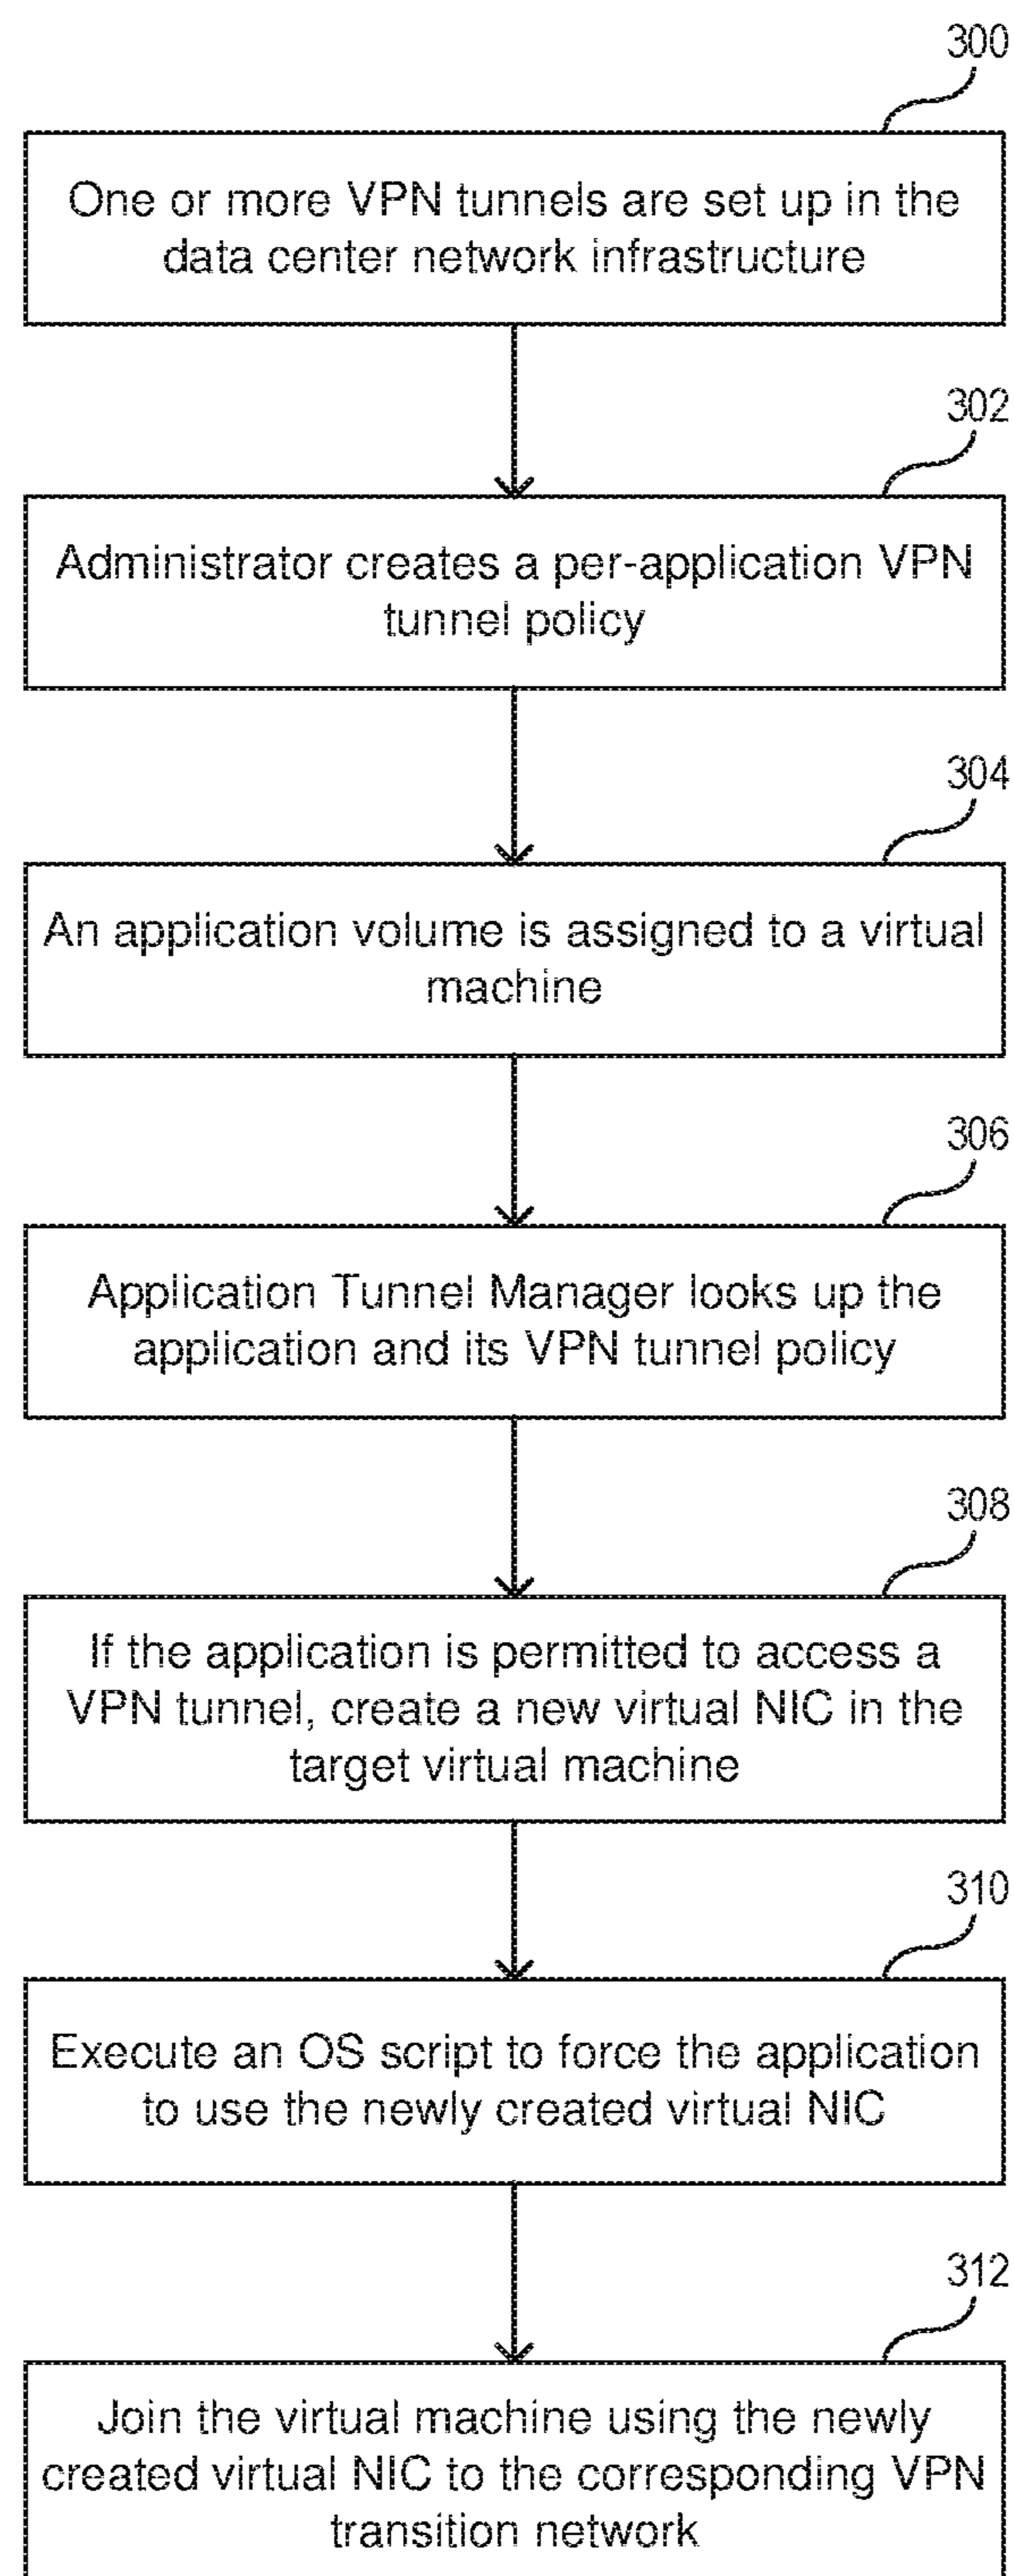 300
One or more VPN tunnels are set up in the
data center network infrastructure
302
Administrator creates a per-application VPN
tunnel policy
304
An application volume is assigned to a virtual
machine
306
Application Tunnel Manager looks up the
application and its VPN tunnel policy
308
If the application is permitted to access a
VPN tunnel, create a new virtual NIC in the
target virtual machine
310
Execute an OS script to force the application
to use the newly created virtual NIC
312
Join the virtual machine using the newly
created virtual NIC to the corresponding VPN
transition network